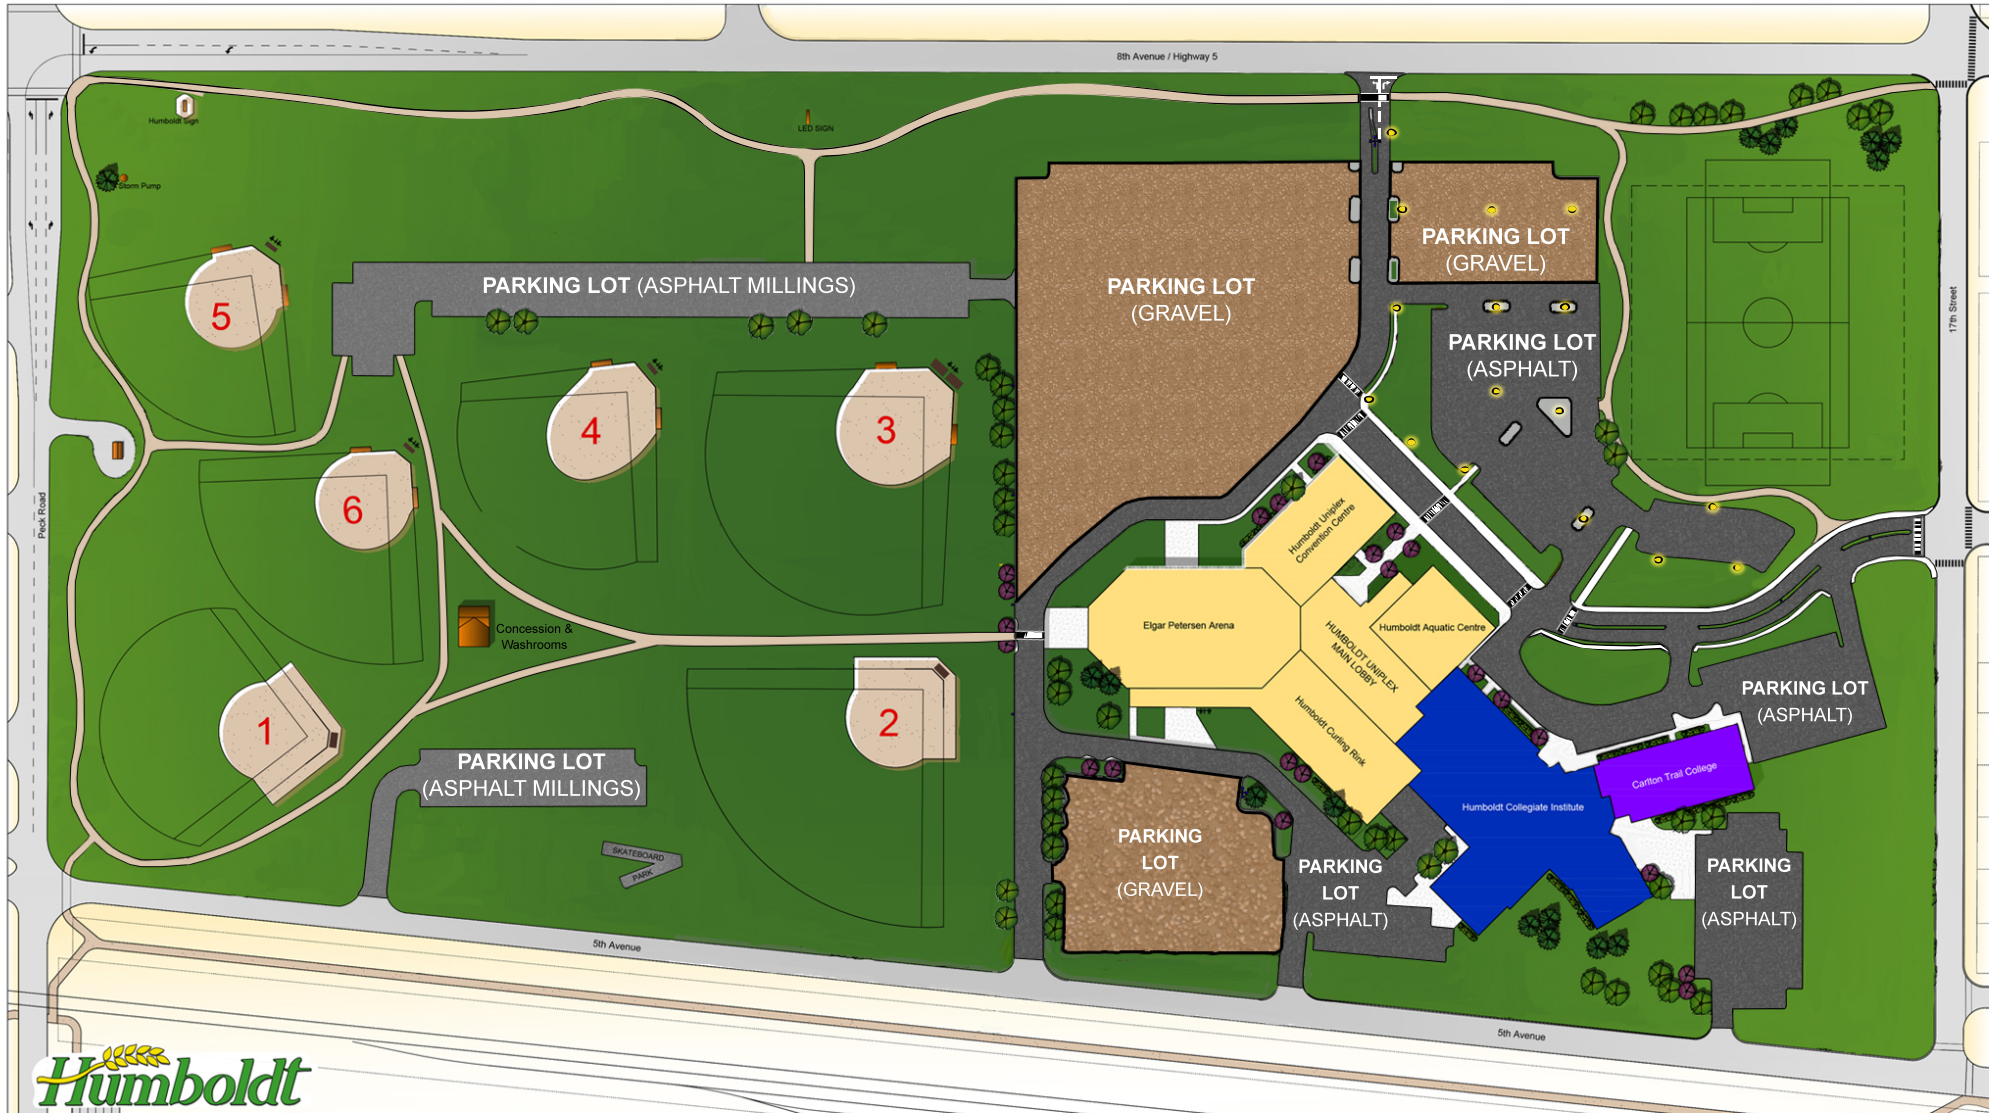 8th Avenue / Highway 5
Humboldt Sign
LED SIGN
Storm Pump
PARKING LOT
(GRAVEL)
PARKING LOT (ASPHALT MILLINGS)
PARKING LOT
(GRAVEL)
5
17th Street
PARKING LOT
(ASPHALT)
4
3
6
Peck Road
Humboldt Uniplex
Convention Centre
Concession &
Washrooms
Elgar Petersen Arena
Humboldt Aquatic Centre
HUMBOLDT UNIPLEX
MAIN LOBBY
PARKING LOT
(ASPHALT)
1
2
Humboldt Curling Rink
PARKING LOT
(ASPHALT MILLINGS)
Carlton Trail College
Humboldt Collegiate Institute
PARKING
LOT
(GRAVEL)
SKATEBOARD
PARK
PARKING
LOT
(ASPHALT)
PARKING
LOT
(ASPHALT)
5th Avenue
5th Avenue
Humboldt